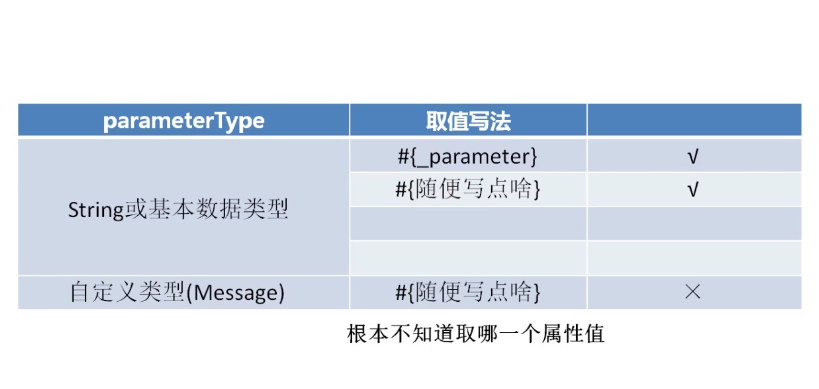 parameterType 取值写法
#{_parameter} √
String或基本数据类型
#{随便写点啥} √
自定义类型(Message) #{随便写点啥} ×
根本不知道取哪一个属性值